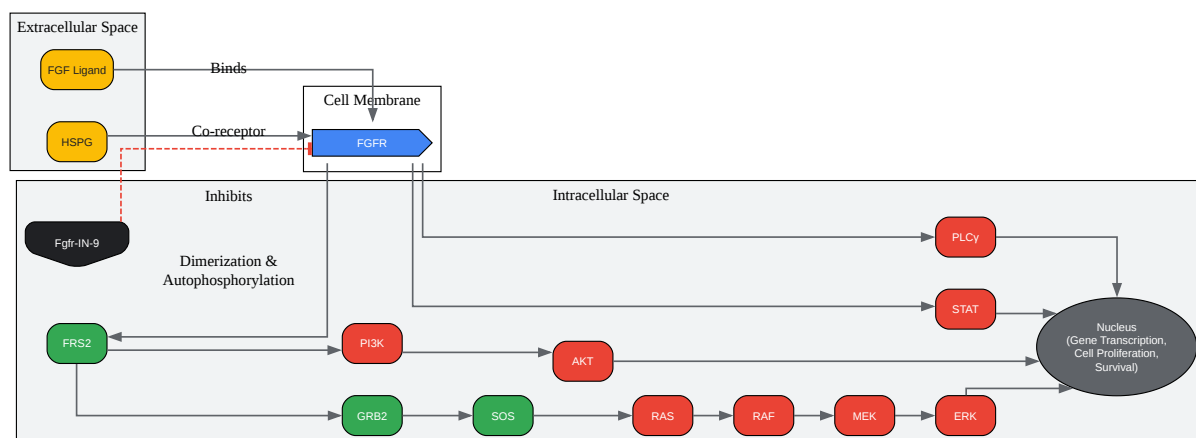 Extracellular Space
FGF Ligand
Binds
Cell Membrane
HSPG
Co-receptor
FGFR
Inhibits
Intracellular Space
Fgfr-IN-9
PLCγ
Dimerization &
Autophosphorylation
STAT
Nucleus
(Gene Transcription,
Cell Proliferation,
Survival)
FRS2
PI3K
AKT
GRB2
SOS
RAS
RAF
MEK
ERK